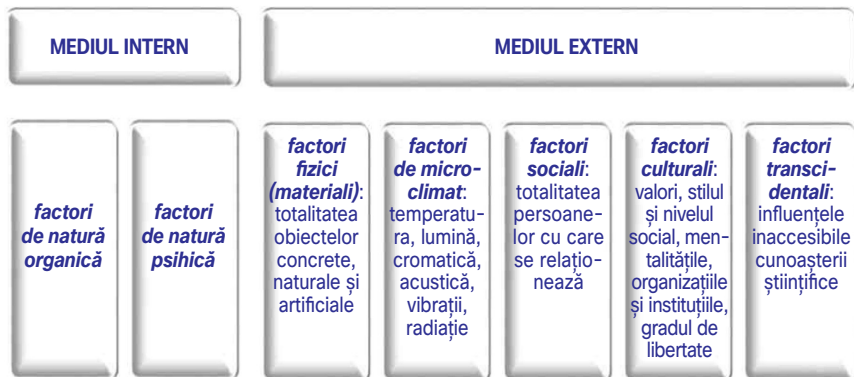 MEDIUL INTERN
MEDIUL EXTERN
factori
de natură
organică
factori
de natură
psihică
factori
fizici
(materiali):
totalitatea
obiectelor
concrete,
naturale și
artificiale
factori
de micro-
climat:
temperatu-
ra, lumină,
cromatică,
acustică,
vibrații,
radiație
factori
sociali:
totalitatea
persoane-
lor cu care
se relațio-
nează
factori
culturali:
valori, stilul
și nivelul
social, men-
talitățile,
organizațiile
și instituțiile,
gradul de
libertate
factori
transci-
dentali:
influențele
inaccesibile
cunoașterii
științifice